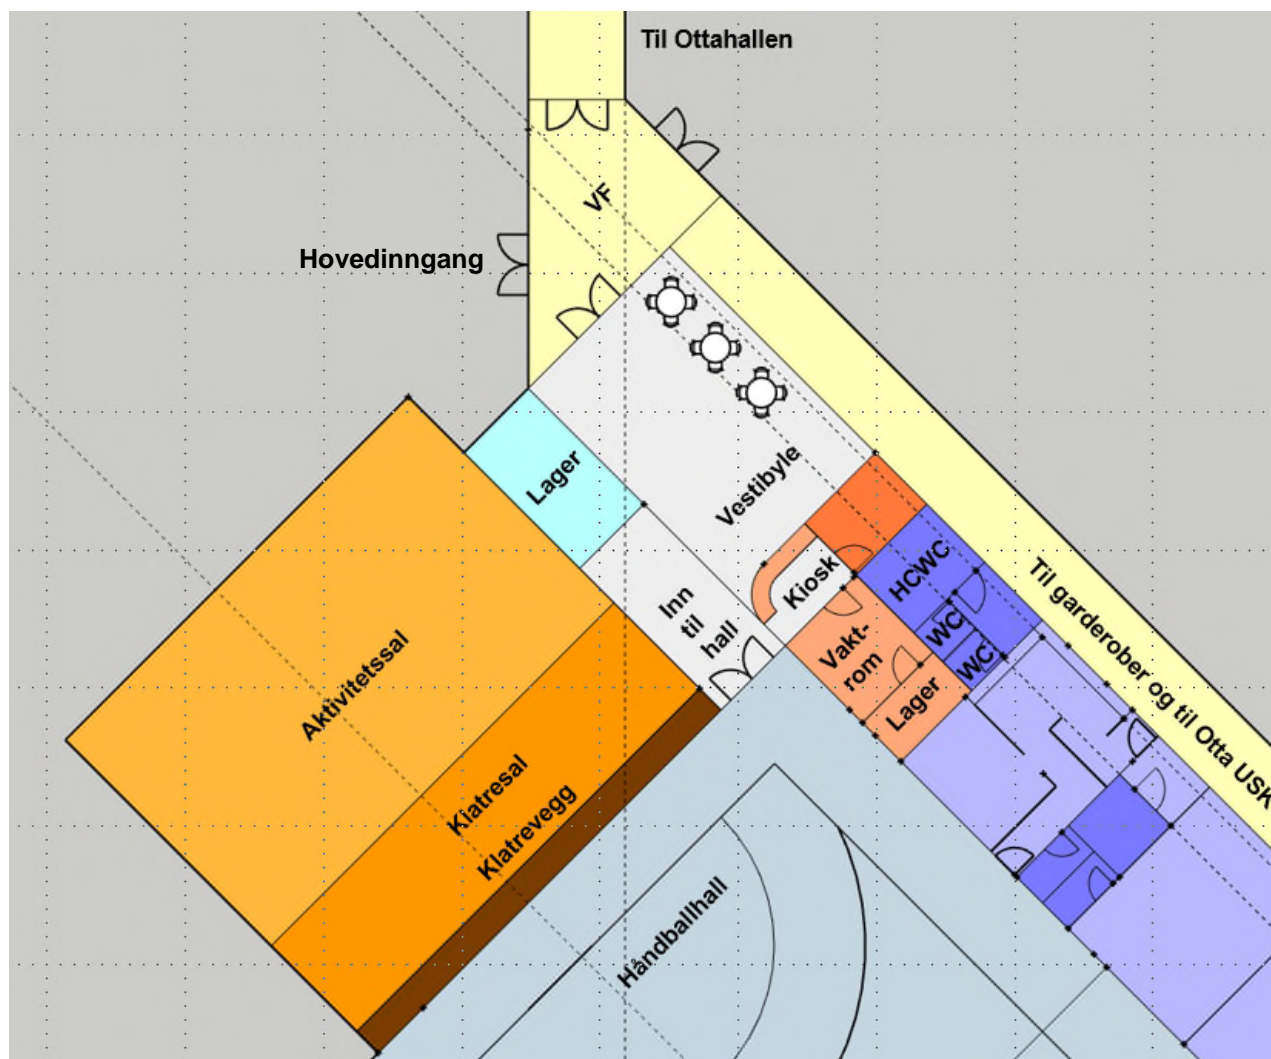 Til Ottahallen
VF
Hovedinngang
Lager
Vestibyle
Kiosk
HCWC
WC
WC
Inn
til
hall
Vakt-
rom
Lager
Til garderober og til Otta USK
Aktivitetssal
Klatresal
Klatrevegg
Håndballhall